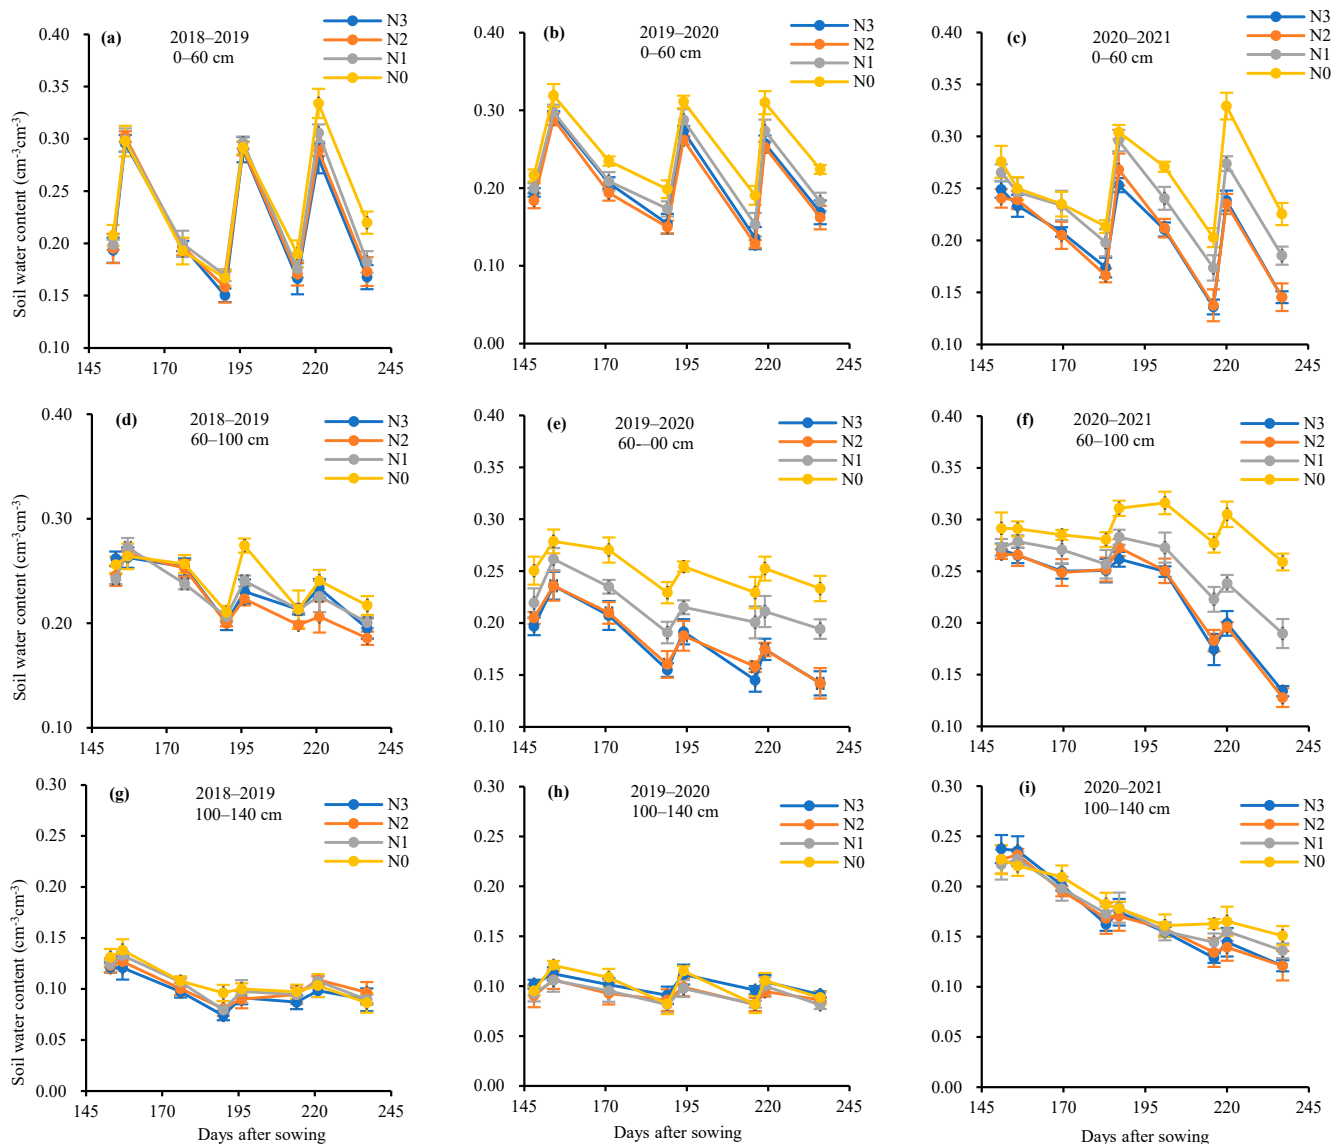 (a)
2018–2019
0–60 cm
N3
N2
N1
N0
Soil water content (cm⁻³cm⁻³)
0.40
0.35
0.30
0.25
0.20
0.15
0.10
145 170 195 220 245
(b)
2019–2020
0–60 cm
N3
N2
N1
N0
0.40
0.30
0.20
0.10
0.00
145 170 195 220 245
(c)
2020–2021
0–60 cm
N3
N2
N1
N0
0.40
0.35
0.30
0.25
0.20
0.15
0.10
145 170 195 220 245
(d)
2018–2019
60–100 cm
N3
N2
N1
N0
Soil water content (cm⁻³cm⁻³)
0.40
0.30
0.20
0.10
145 170 195 220 245
(e)
2019–2020
60-–00 cm
N3
N2
N1
N0
0.40
0.35
0.30
0.25
0.20
0.15
0.10
145 170 195 220 245
(f)
2020–2021
60–100 cm
N3
N2
N1
N0
0.40
0.35
0.30
0.25
0.20
0.15
0.10
145 170 195 220 245
(g)
2018–2019
100–140 cm
N3
N2
N1
N0
Soil water content (cm⁻³cm⁻³)
0.30
0.25
0.20
0.15
0.10
0.05
0.00
145 170 195 220 245
Days after sowing
(h)
2019–2020
100–140 cm
N3
N2
N1
N0
0.30
0.25
0.20
0.15
0.10
0.05
0.00
145 170 195 220 245
Days after sowing
(i)
2020–2021
100–140 cm
N3
N2
N1
N0
0.30
0.25
0.20
0.15
0.10
0.05
0.00
145 170 195 220 245
Days after sowing